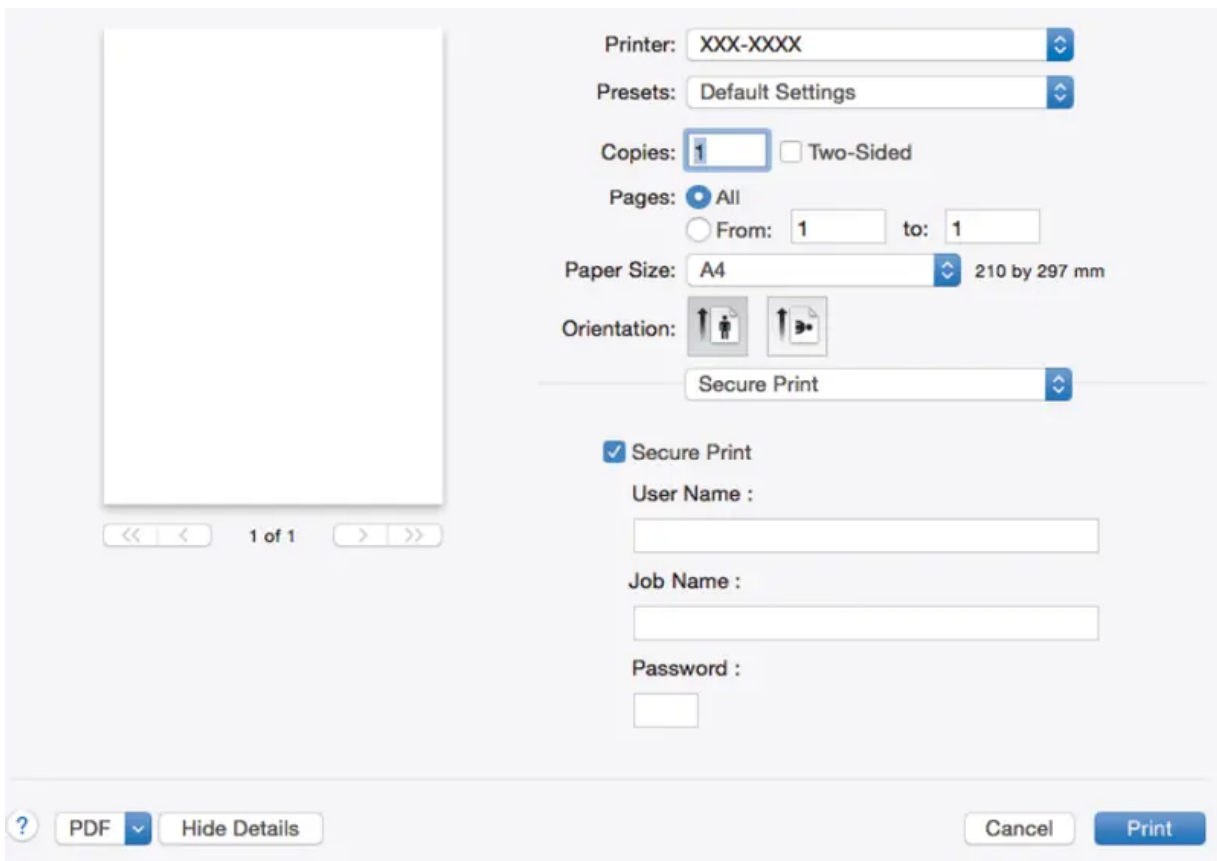 Printer: XXX-XXXX
Presets: Default Settings
Copies: 1 Two-Sided
Pages: All
From: 1 to: 1
Paper Size: A4 210 by 297 mm
Orientation:
Secure Print
Secure Print
User Name :
Job Name :
Password :
<< < 1 of 1 > >>
? PDF Hide Details Cancel Print